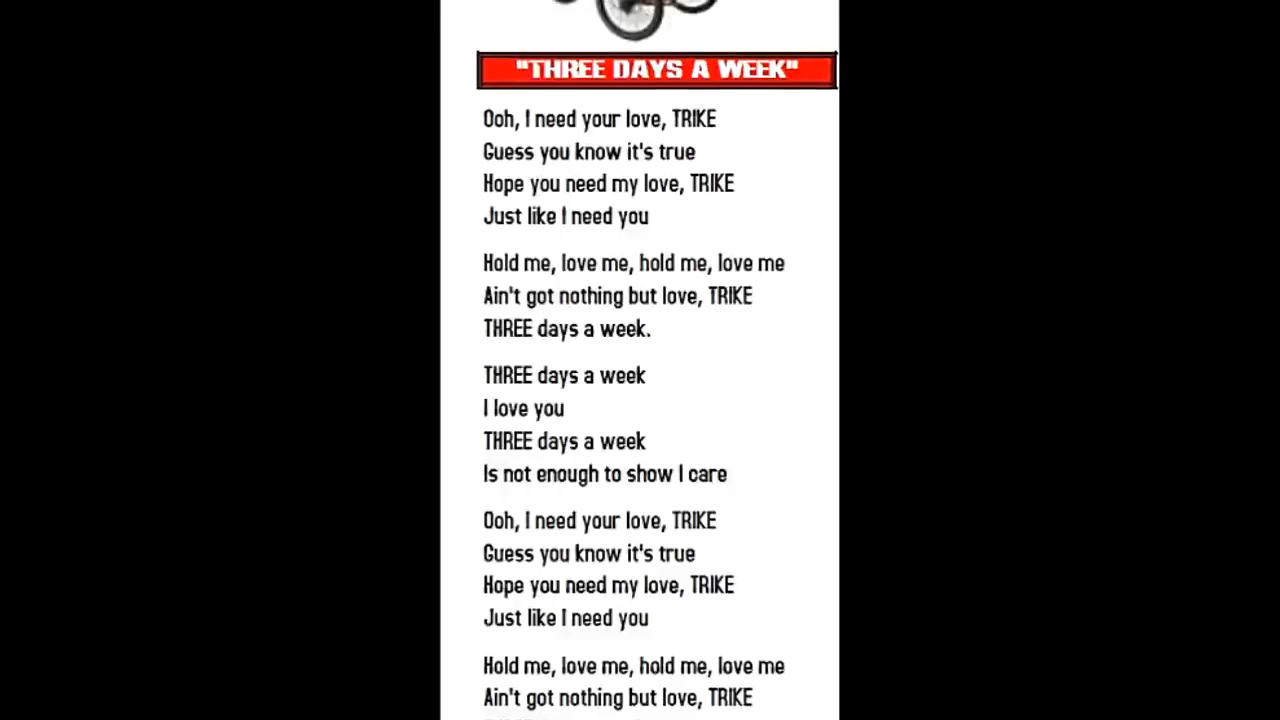 "THREE DAYS A WEEK"
Ooh, I need your love, TRIKE
Guess you know it's true
Hope you need my love, TRIKE
Just like I need you
Hold me, love me, hold me, love me
Ain't got nothing but love, TRIKE
THREE days a week.
THREE days a week
I love you
THREE days a week
Is not enough to show I care
Ooh, I need your love, TRIKE
Guess you know it's true
Hope you need my love, TRIKE
Just like I need you
Hold me, love me, hold me, love me
Ain't got nothing but love, TRIKE